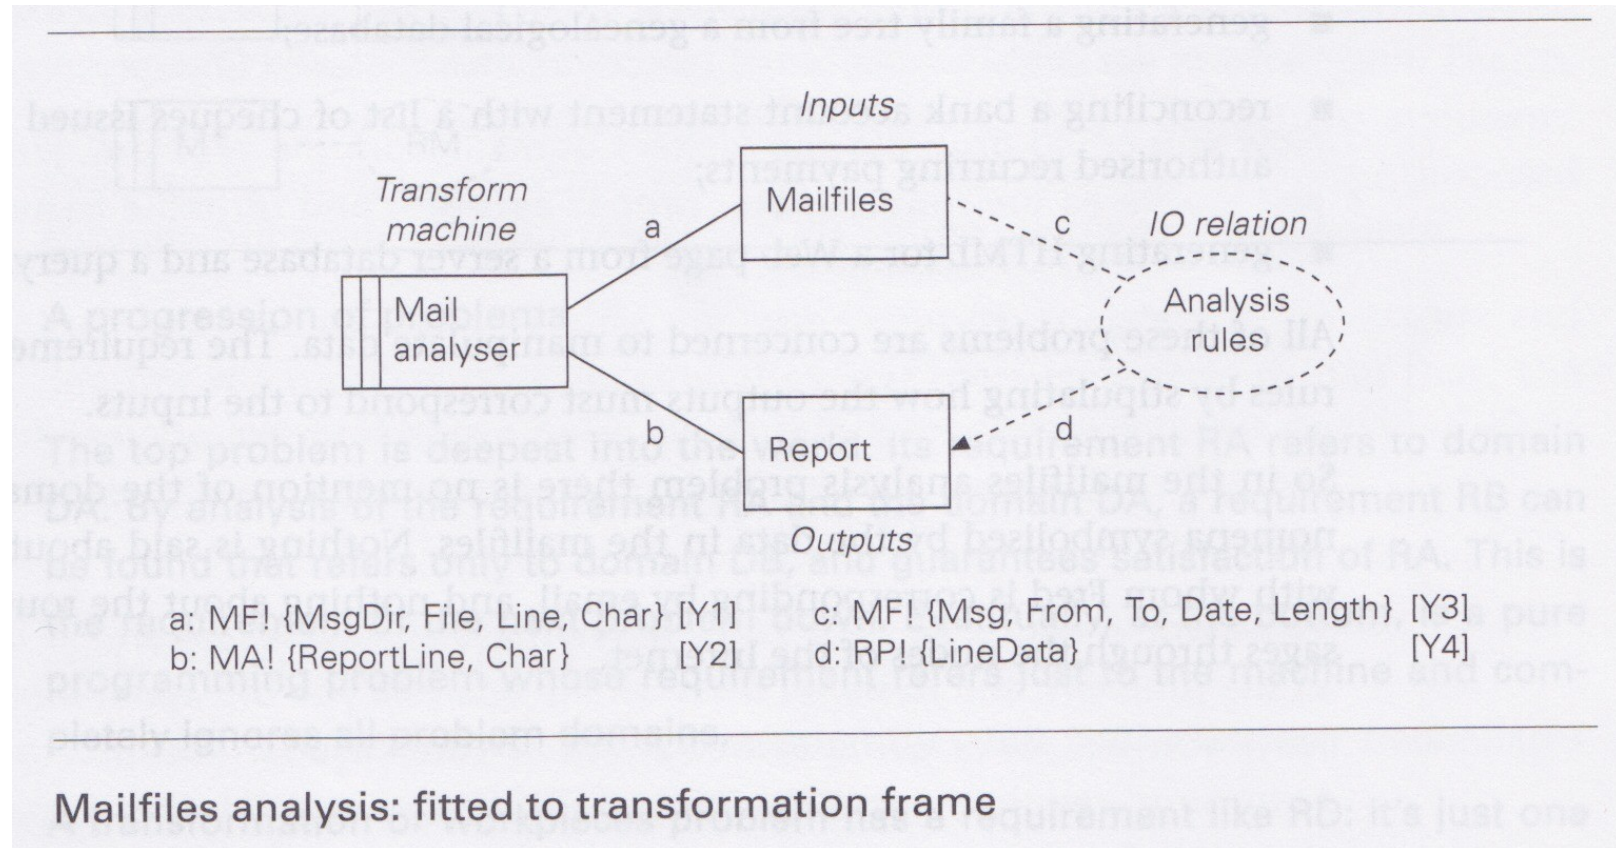 Inputs
Transform
machine
Mailfiles
a
c
IO relation
Mail
analyser
Analysis
rules
b
d
Report
Outputs
a: MF! {MsgDir, File, Line, Char} [Y1] c: MF! {Msg,From, To, Date, Length} [Y3]
b: MA! {ReportLine, Char} [Y2] d: RP! {LineData} [Y4]
Mailfiles analysis: fitted to transformation frame